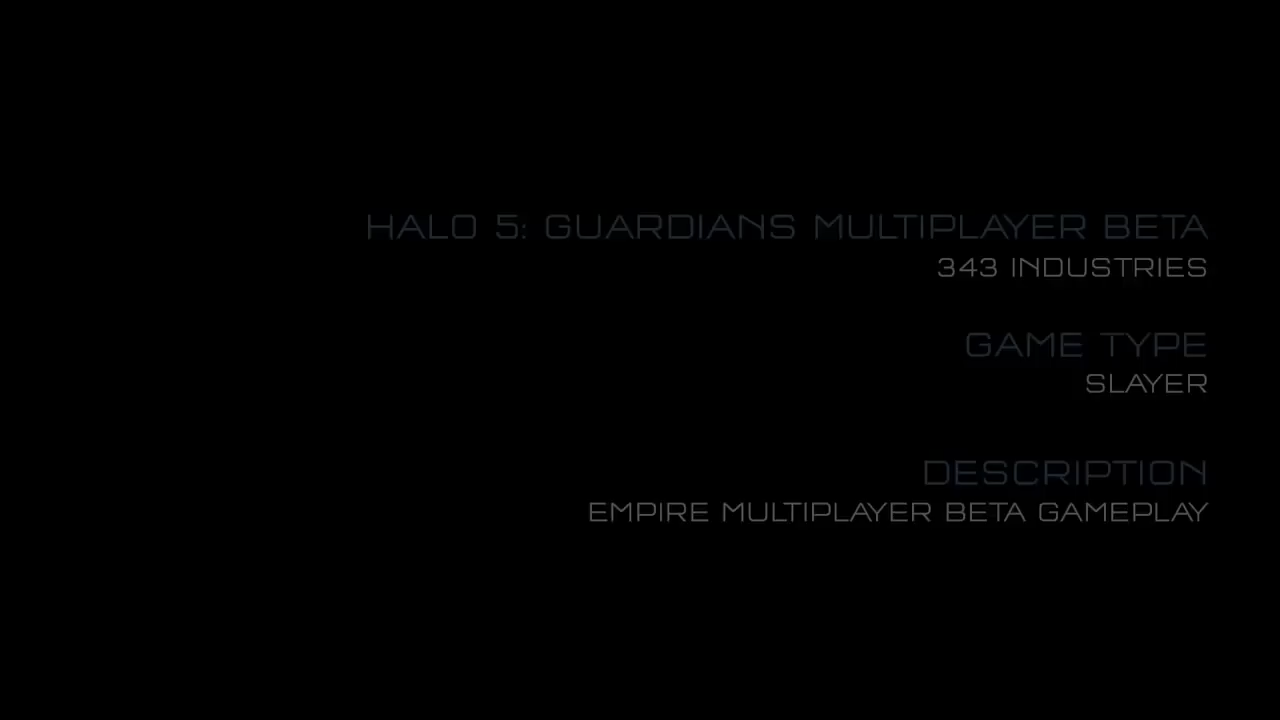 HALO 5: GUARDIANS MULTIPLAYER BETA
343 INDUSTRIES
GAME TYPE
SLAYER
DESCRIPTION
EMPIRE MULTIPLAYER BETA GAMEPLAY